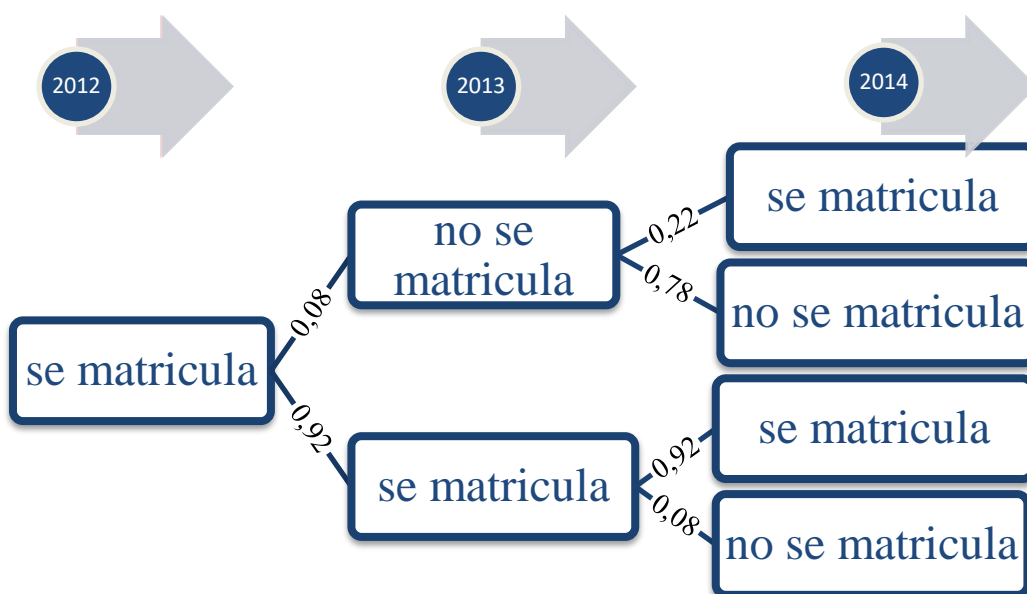 2012
2013
2014
se matricula
no se
matricula
0,22
0,78
no se matricula
0,08
se matricula
0,92
se matricula
0,92
se matricula
0,08
no se matricula